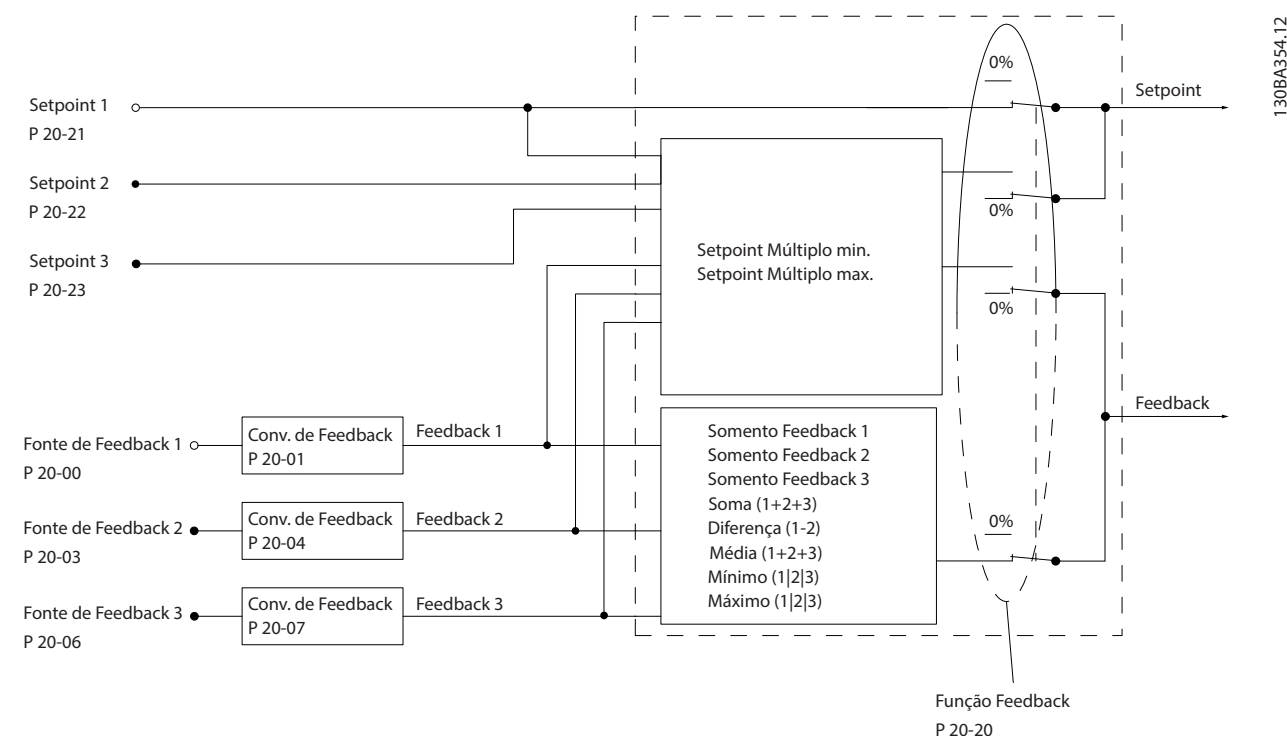 130BA354.12
0%
Setpoint 1
P 20-21
Setpoint
Setpoint 2
P 20-22
0%
Setpoint 3
P 20-23
Setpoint Múltiplo min.
Setpoint Múltiplo max.
0%
Feedback
Fonte de Feedback 1
P 20-00
Conv. de Feedback
P 20-01
Feedback 1
Fonte de Feedback 2
P 20-03
Conv. de Feedback
P 20-04
Feedback 2
Fonte de Feedback 3
P 20-06
Conv. de Feedback
P 20-07
Feedback 3
Somento Feedback 1
Somento Feedback 2
Somento Feedback 3
Soma (1+2+3)
Diferença (1-2)
Média (1+2+3)
Mínimo (1|2|3)
Máximo (1|2|3)
0%
Função Feedback
P 20-20